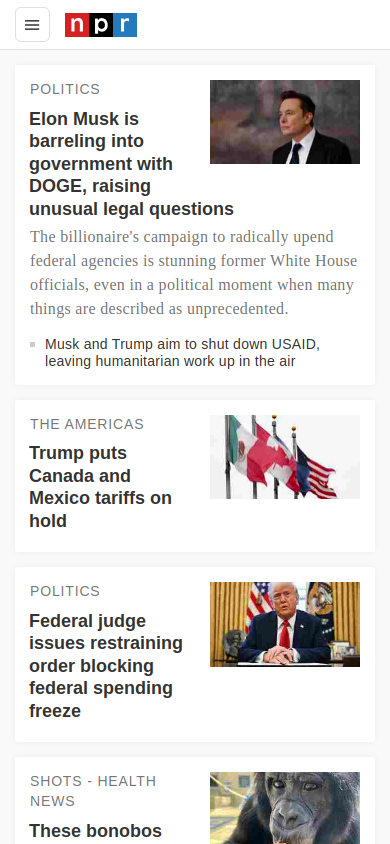 npr
POLITICS
Elon Musk is
barreling into
government with
DOGE, raising
unusual legal questions
The billionaire's campaign to radically upend
federal agencies is stunning former White House
officials, even in a political moment when many
things are described as unprecedented.
Musk and Trump aim to shut down USAID,
leaving humanitarian work up in the air
THE AMERICAS
Trump puts
Canada and
Mexico tariffs on
hold
POLITICS
Federal judge
issues restraining
order blocking
federal spending
freeze
SHOTS - HEALTH
NEWS
These bonobos